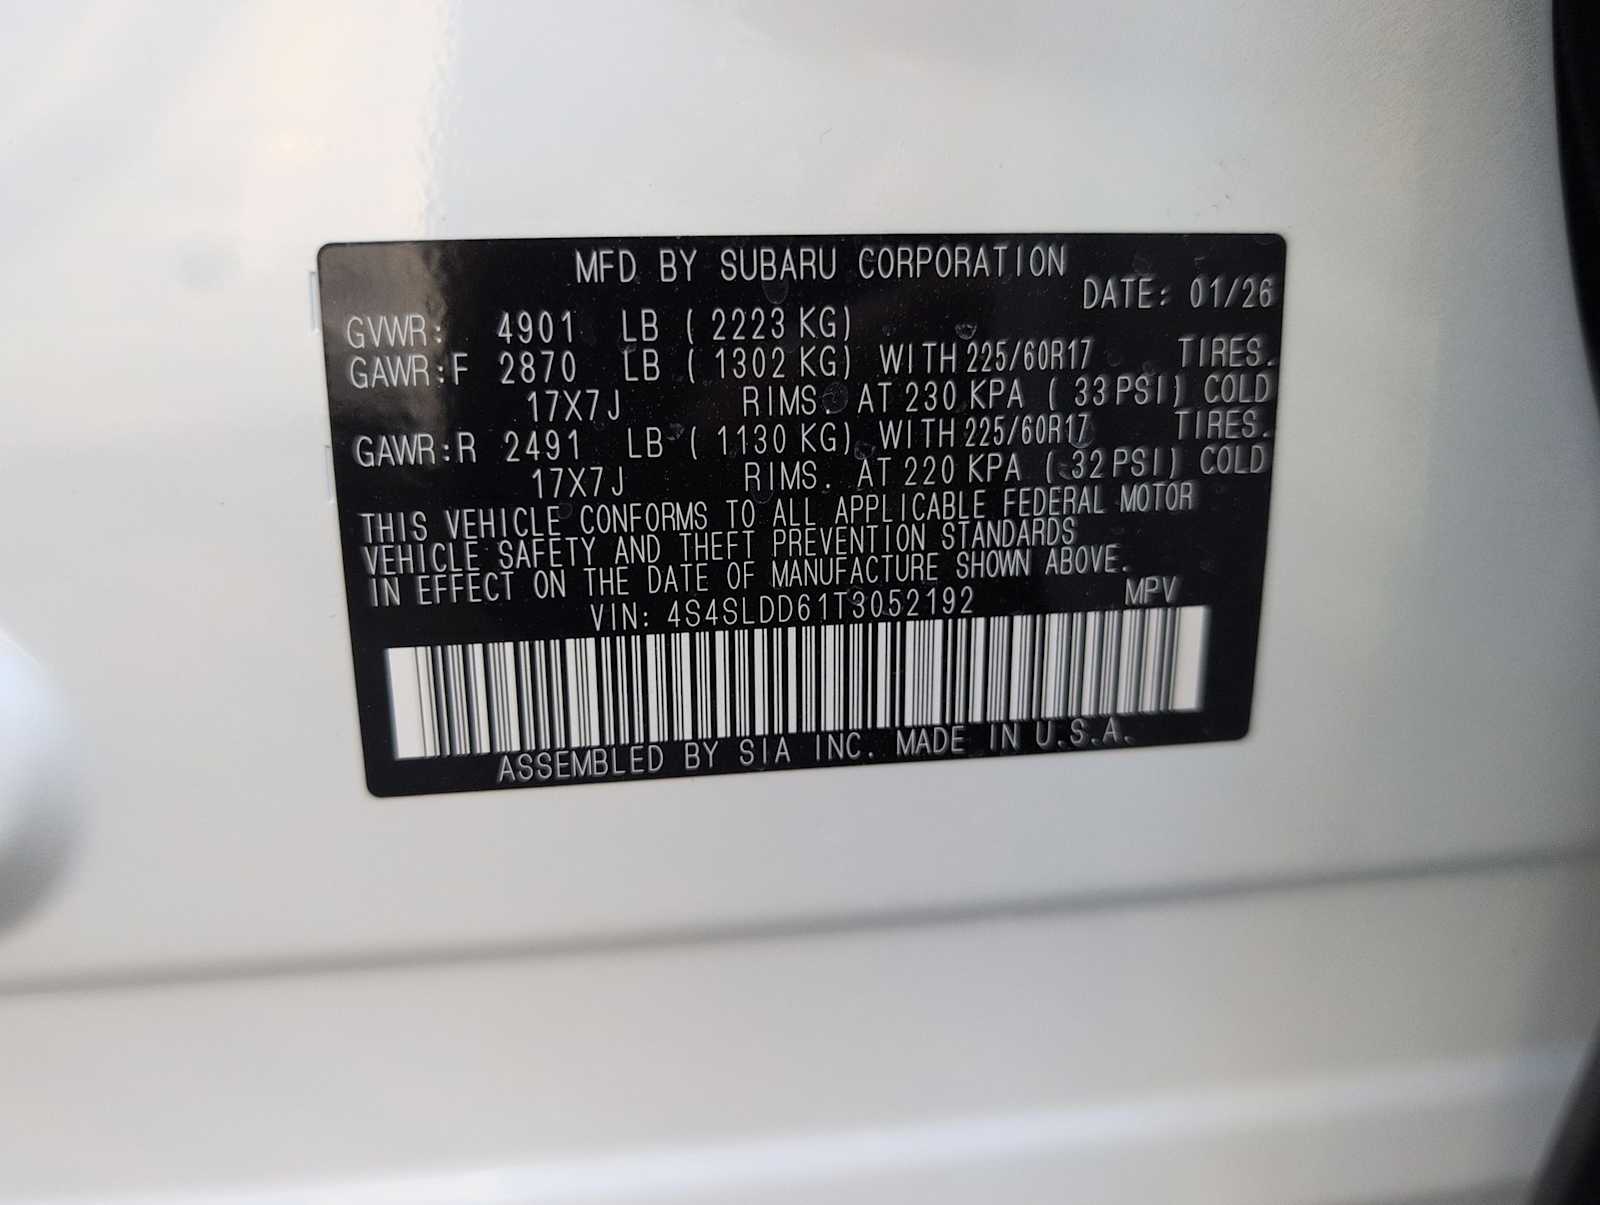 MFD BY SUBARU CORPORATION
DATE: 01/26
GVWR: 4901 LB ( 2223 KG)
GAWR:F 2870 LB ( 1302 KG) WITH 225/60R17 TIRES.
17X7J RIMS. AT 230 KPA ( 33 PSI) COLD
GAWR:R 2491 LB ( 1130 KG) WITH 225/60R17 TIRES.
17X7J RIMS. AT 220 KPA ( 32 PSI) COLD
THIS VEHICLE CONFORMS TO ALL APPLICABLE FEDERAL MOTOR
VEHICLE SAFETY AND THEFT PREVENTION STANDARDS
IN EFFECT ON THE DATE OF MANUFACTURE SHOWN ABOVE.
VIN: 4S4SLDD61T3052192 MPV
ASSEMBLED BY SIA INC. MADE IN U.S.A.